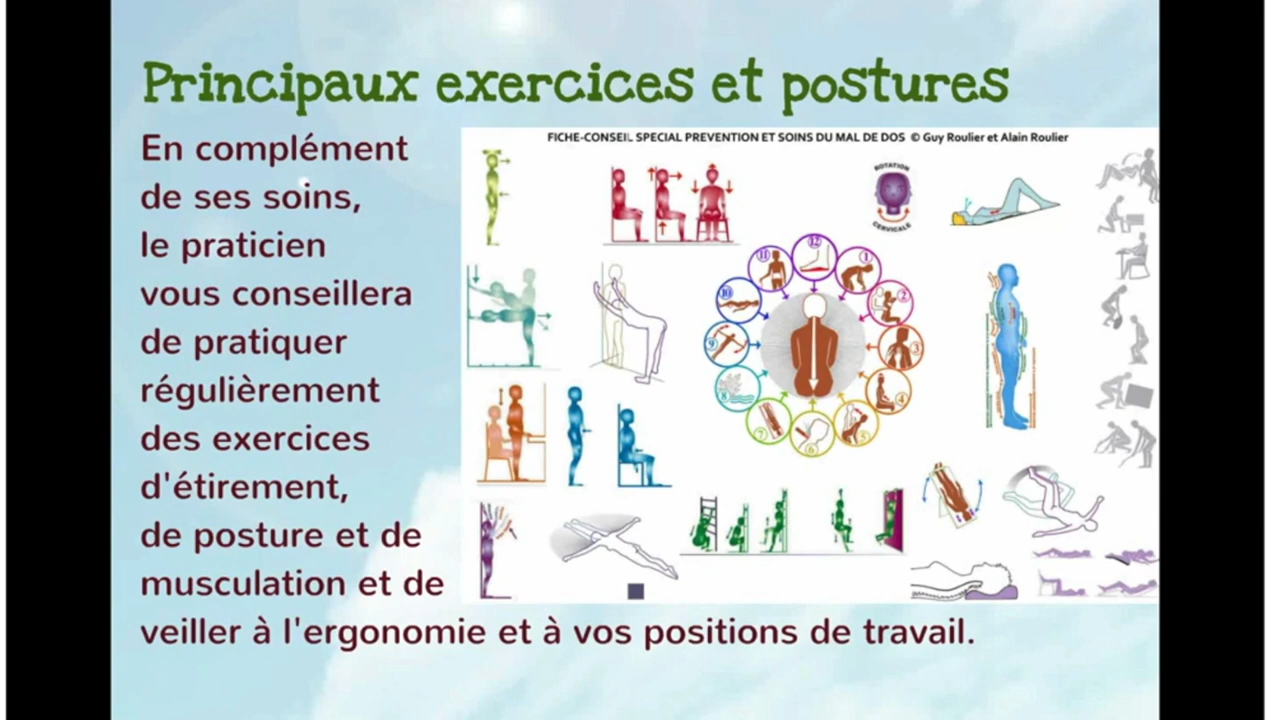 Principaux exercices et postures
En complément
de ses soins,
le praticien
vous conseillera
de pratiquer
régulièrement
des exercices
d'étirement,
de posture et de
musculation et de
veiller à l'ergonomie et à vos positions de travail.
FICHE-CONSEIL SPECIAL PREVENTION ET SOINS DU MAL DE DOS © Guy Roulier et Alain Roulier
ROTATION
CERVICALE
12
1
2
3
4
5
6
7
8
9
10
11